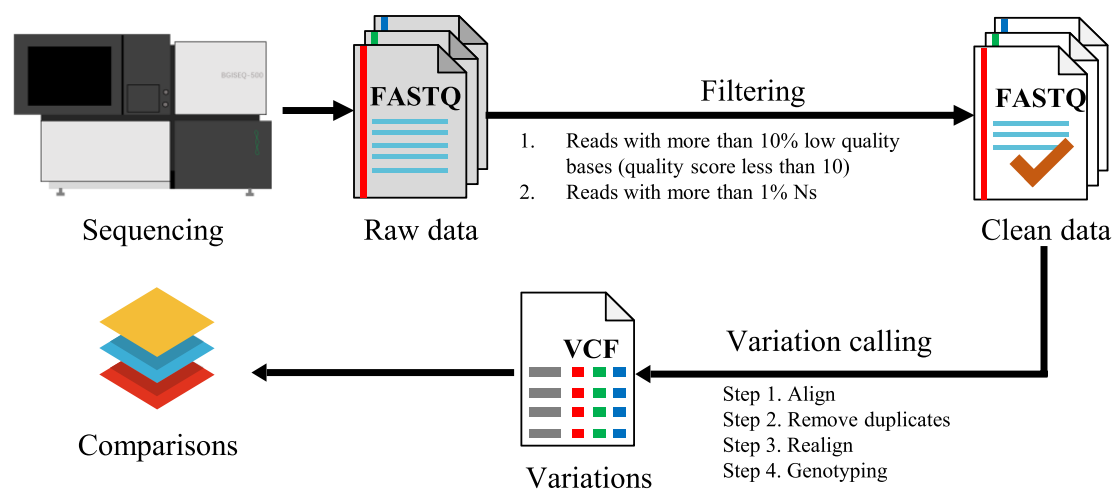 BGISEQ-500
FASTQ
Filtering
FASTQ
1. Reads with more than 10% low quality
bases (quality score less than 10)
2. Reads with more than 1% Ns
Sequencing
Raw data
Clean data
VCF
Variation calling
Step 1. Align
Step 2. Remove duplicates
Step 3. Realign
Step 4. Genotyping
Comparisons
Variations